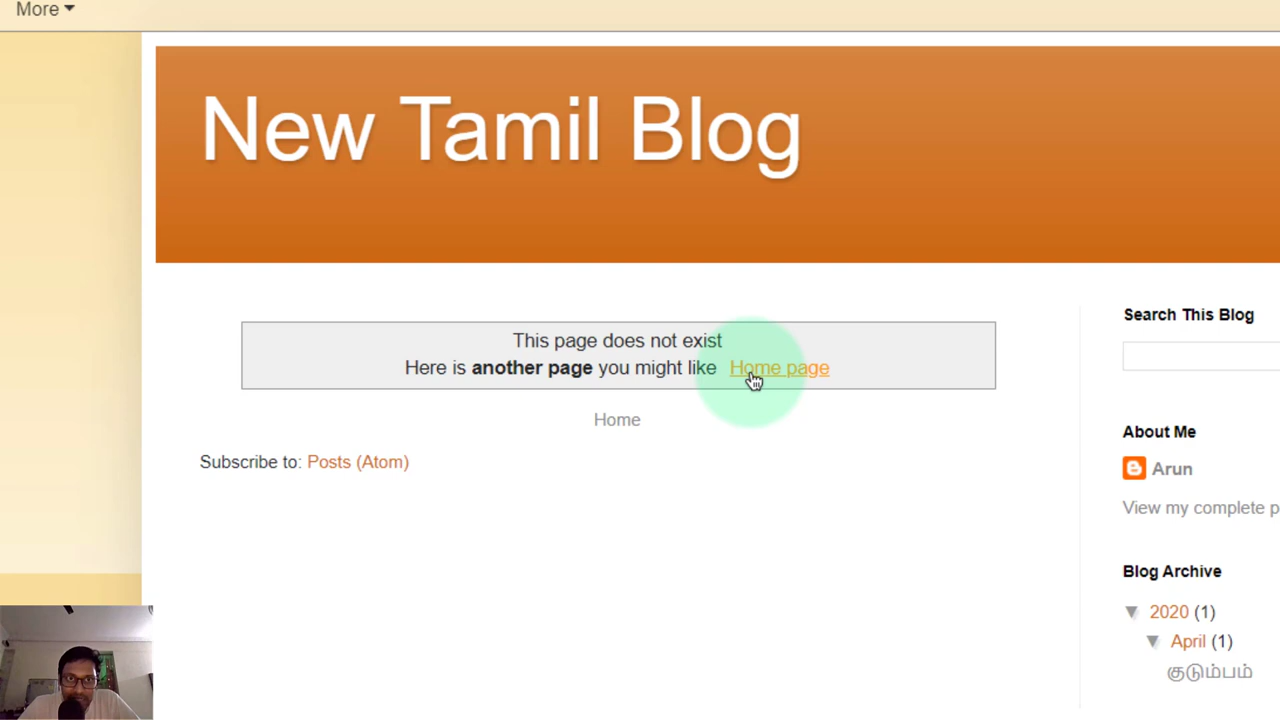 More
New Tamil Blog
This page does not exist
Here is another page you might like Home page
Home
Subscribe to: Posts (Atom)
Search This Blog
About Me
Arun
View my complete p
Blog Archive
2020 (1)
April (1)
குடும்பம்